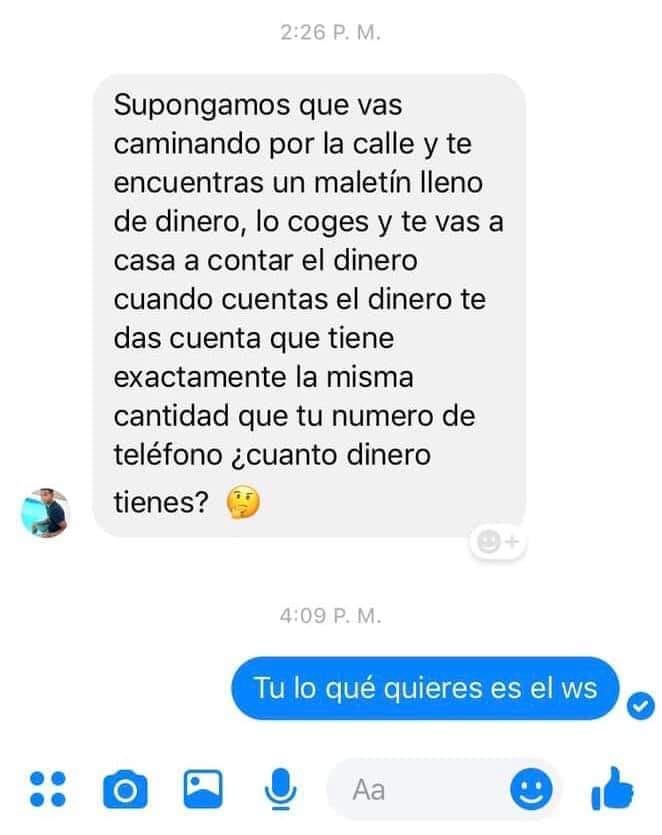 2:26 P. M.
Supongamos que vas
caminando por la calle y te
encuentras un maletín lleno
de dinero, lo coges y te vas a
casa a contar el dinero
cuando cuentas el dinero te
das cuenta que tiene
exactamente la misma
cantidad que tu numero de
teléfono ¿cuanto dinero
tienes? 🤔
4:09 P. M.
Tu lo qué quieres es el ws
Aa